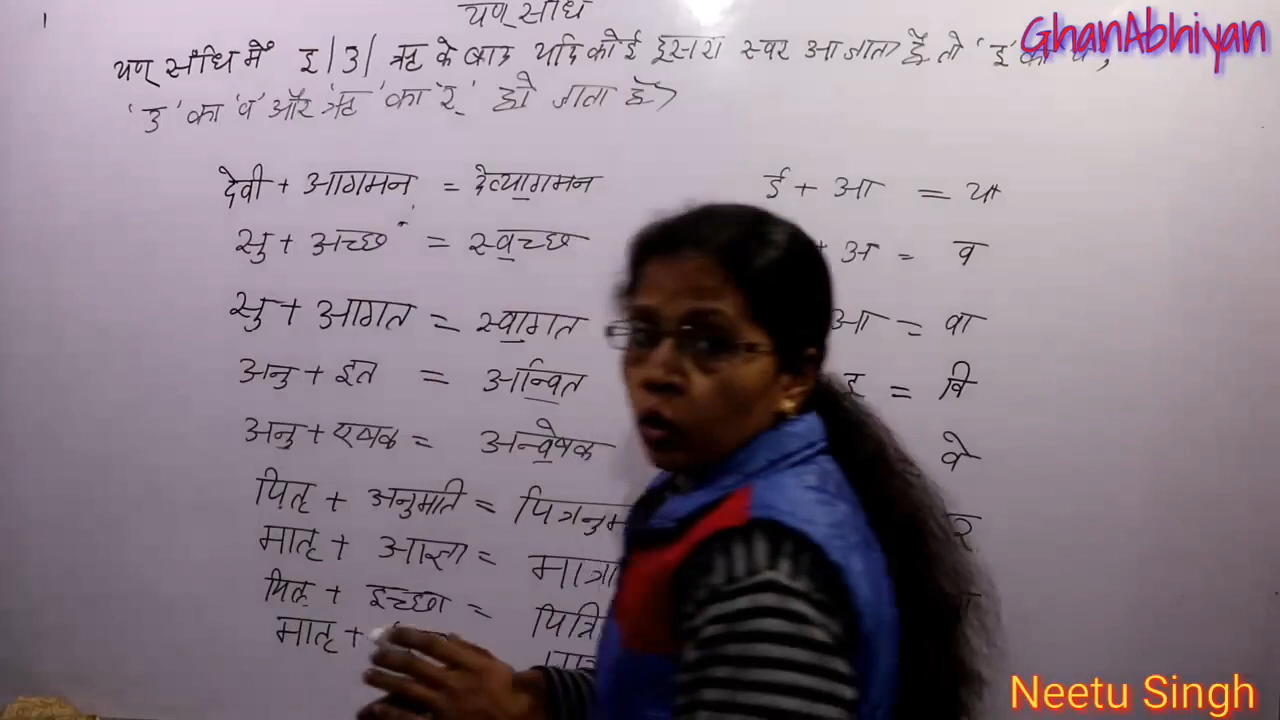 यण् संधि
GhanAbhiyan
यण् संधि में इ/उ/ ऋ के बाद यदि कोई दूसरा स्वर आ जाता है तो 'इ' का य,
'उ' का 'व' और 'ऋ' का 'र्' हो जाता है>
देवी + आगमन = देव्यागमन ई + आ = या
सु + अच्छ = स्वच्छ + अ = व
सु + आगत = स्वागत आ = वा
अनु + इत = अन्वित इ = वि
अनु + एषक = अन्वेषक वे
पितृ + अनुमति = पित्रनुम र
मातृ + आज्ञा = मात्रा
पितृ + इच्छा = पित्रि
मातृ +
Neetu Singh